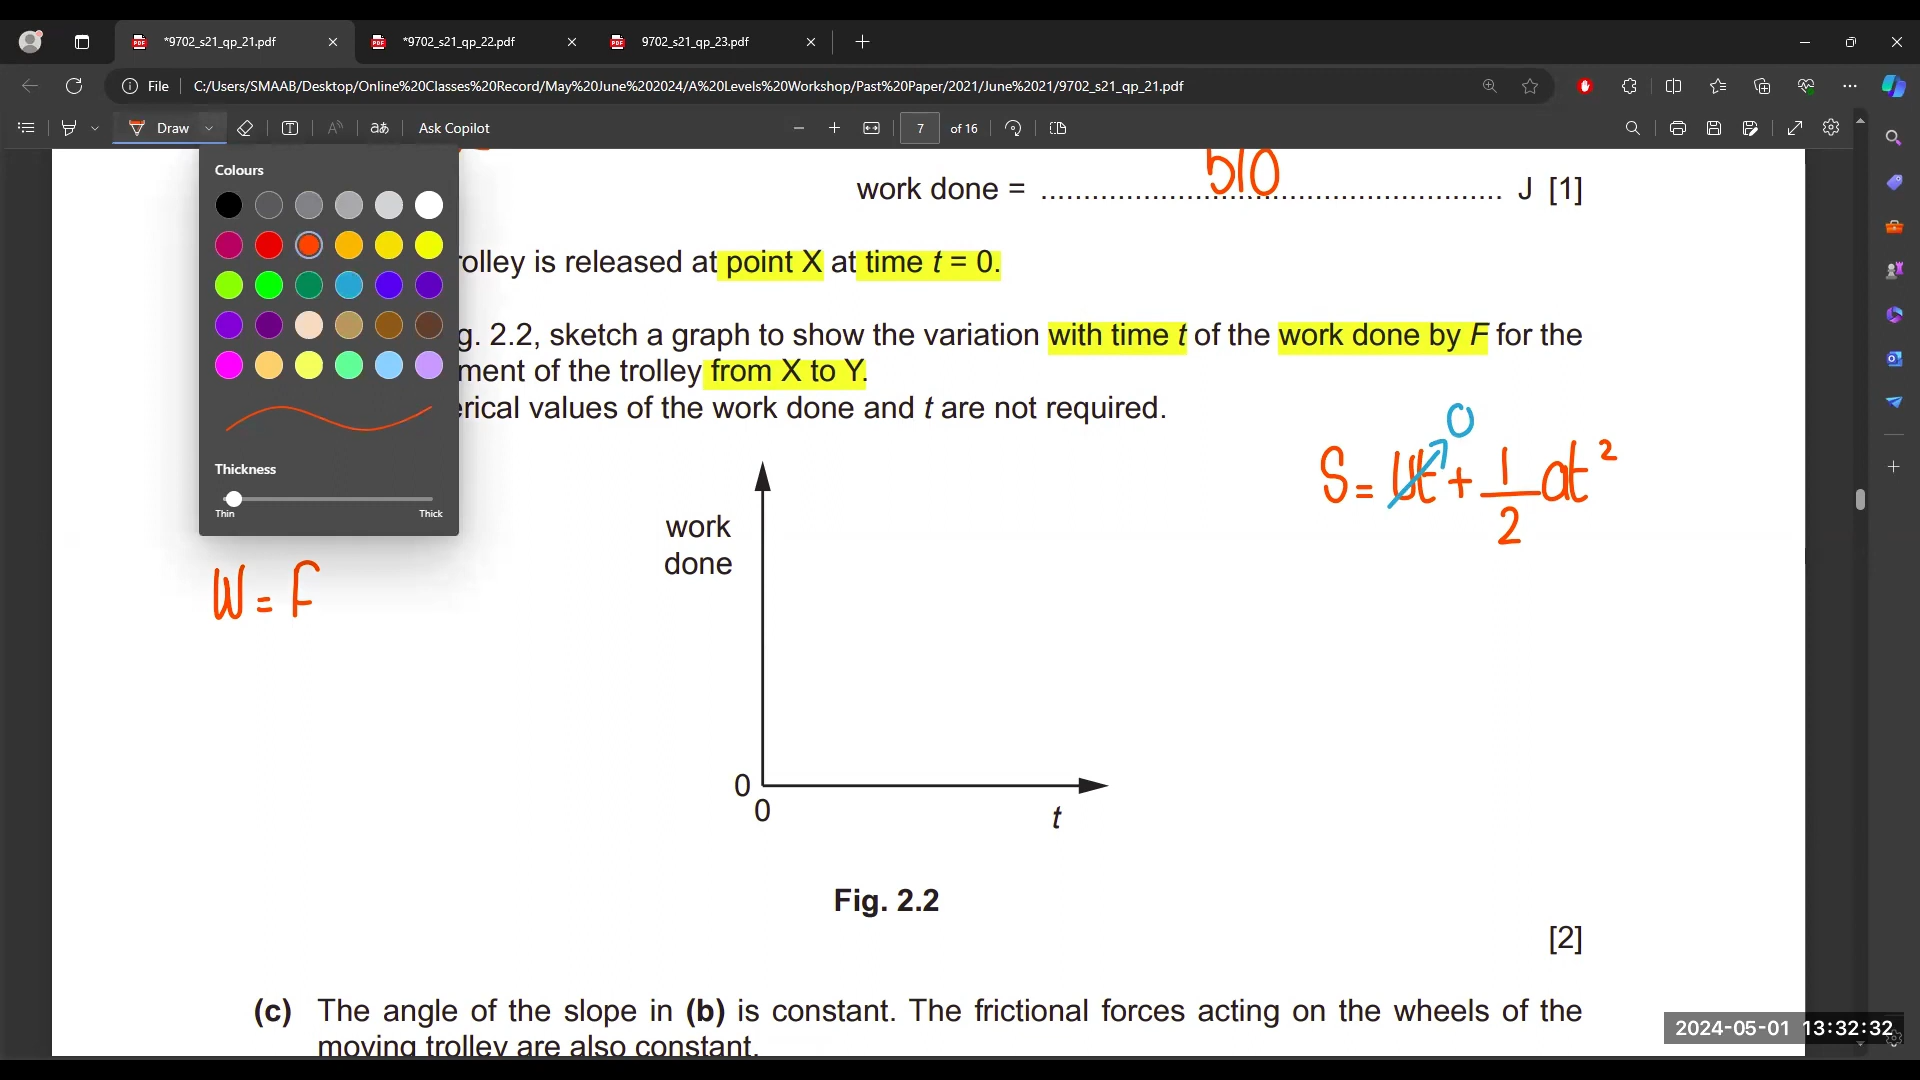 *9702_s21_qp_21.pdf
*9702_s21_qp_22.pdf
9702_s21_qp_23.pdf
File
C:/Users/SMAAB/Desktop/Online%20Classes%20Record/May%20June%202024/A%20Levels%20Workshop/Past%20Paper/2021/June%2021/9702_s21_qp_21.pdf
Draw
Ask Copilot
7 of 16
Colours
Thickness
Thin
Thick
510
work done = ........ J [1]
rolley is released at point X at time t = 0.
g. 2.2, sketch a graph to show the variation with time t of the work done by F for the
ment of the trolley from X to Y.
erical values of the work done and t are not required.
0
S = ut + 1/2 at²
W = F
work
done
0
0
t
Fig. 2.2
[2]
(c) The angle of the slope in (b) is constant. The frictional forces acting on the wheels of the
moving trolley are also constant.
2024-05-01 13:32:32